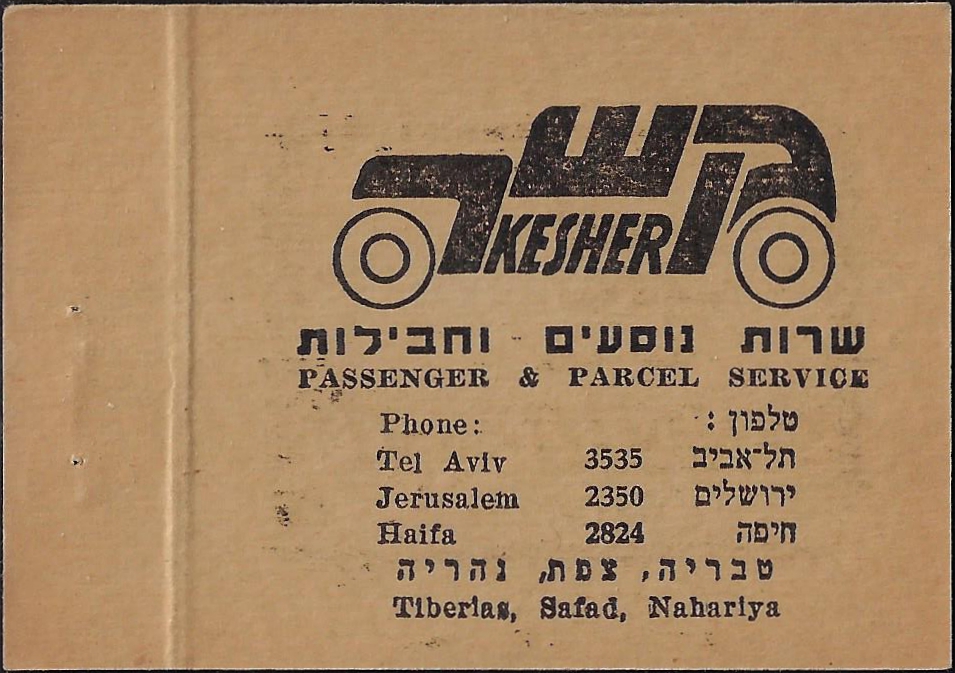 קשר
KESHER
שרות נוסעים וחבילות
PASSENGER & PARCEL SERVICE
Phone: טלפון:
Tel Aviv 3535 תל־אביב
Jerusalem 2350 ירושלים
Haifa 2824 חיפה
טבריה, צפת, נהריה
Tiberias, Safad, Nahariya